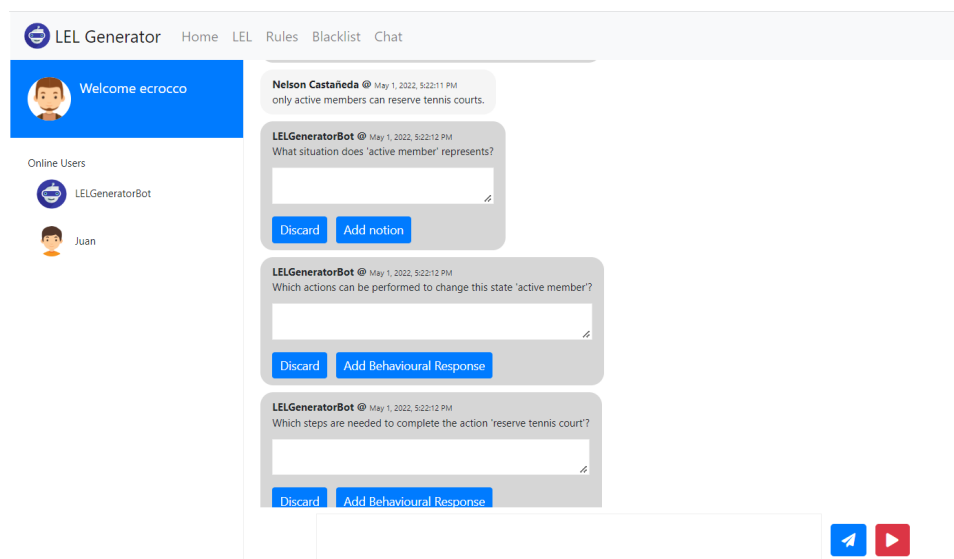 LEL Generator Home LEL Rules Blacklist Chat
Welcome ecrocco
Online Users
LELGeneratorBot
Juan
Nelson Castañeda @ May 1, 2022, 5:22:11 PM
only active members can reserve tennis courts.
LELGeneratorBot @ May 1, 2022, 5:22:12 PM
What situation does 'active member' represents?
Discard Add notion
LELGeneratorBot @ May 1, 2022, 5:22:12 PM
Which actions can be performed to change this state 'active member'?
Discard Add Behavioural Response
LELGeneratorBot @ May 1, 2022, 5:22:12 PM
Which steps are needed to complete the action 'reserve tennis court'?
Discard Add Behavioural Response